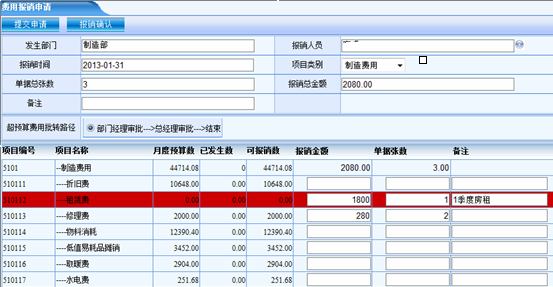 费用报销申请
提交申请 报销确认
发生部门 制造部 报销人员
报销时间 2013-01-31 项目类别 制造费用
单据总张数 3 报销总金额 2080.00
备注
超预算费用批转路径 部门经理审批--->总经理审批--->结束
项目编号 项目名称 月度预算数 已发生数 可报销数 报销金额 单据张数 备注
5101 --制造费用 44714.08 0 44714.08 2080.00 3.00
510111 ----折旧费 10648.00 0.00 10648.00
510112 ----租赁费 0.00 0.00 0.00 1800 1 1季度房租
510113 ----修理费 2000.00 0.00 2000.00 280 2
510114 ----物料消耗 12390.40 0.00 12390.40
510115 ----低值易耗品摊销 3452.00 0.00 3452.00
510116 ----取暖费 2904.00 0.00 2904.00
510117 ----水电费 251.68 0.00 251.68